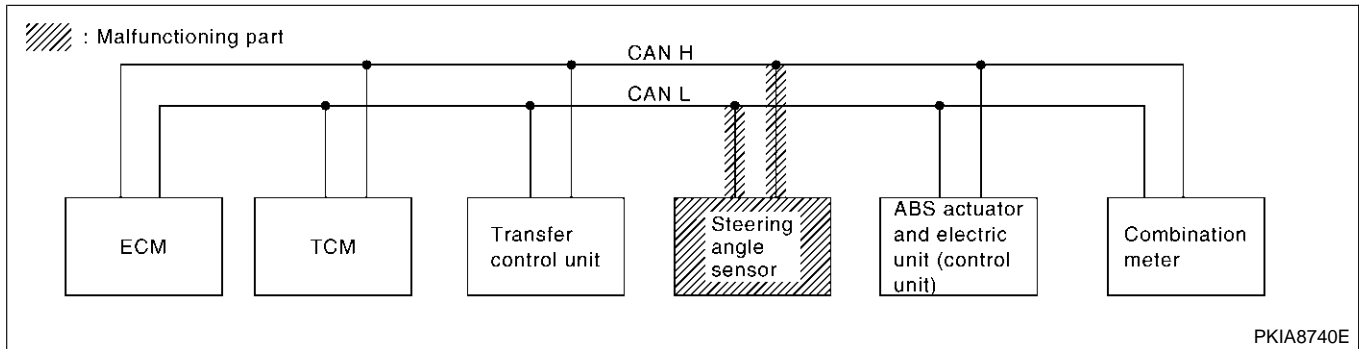 : Malfunctioning part
CAN H
CAN L
ECM
TCM
Transfer
control unit
Steering
angle
sensor
ABS actuator
and electric
unit (control
unit)
Combination
meter
PKIA8740E